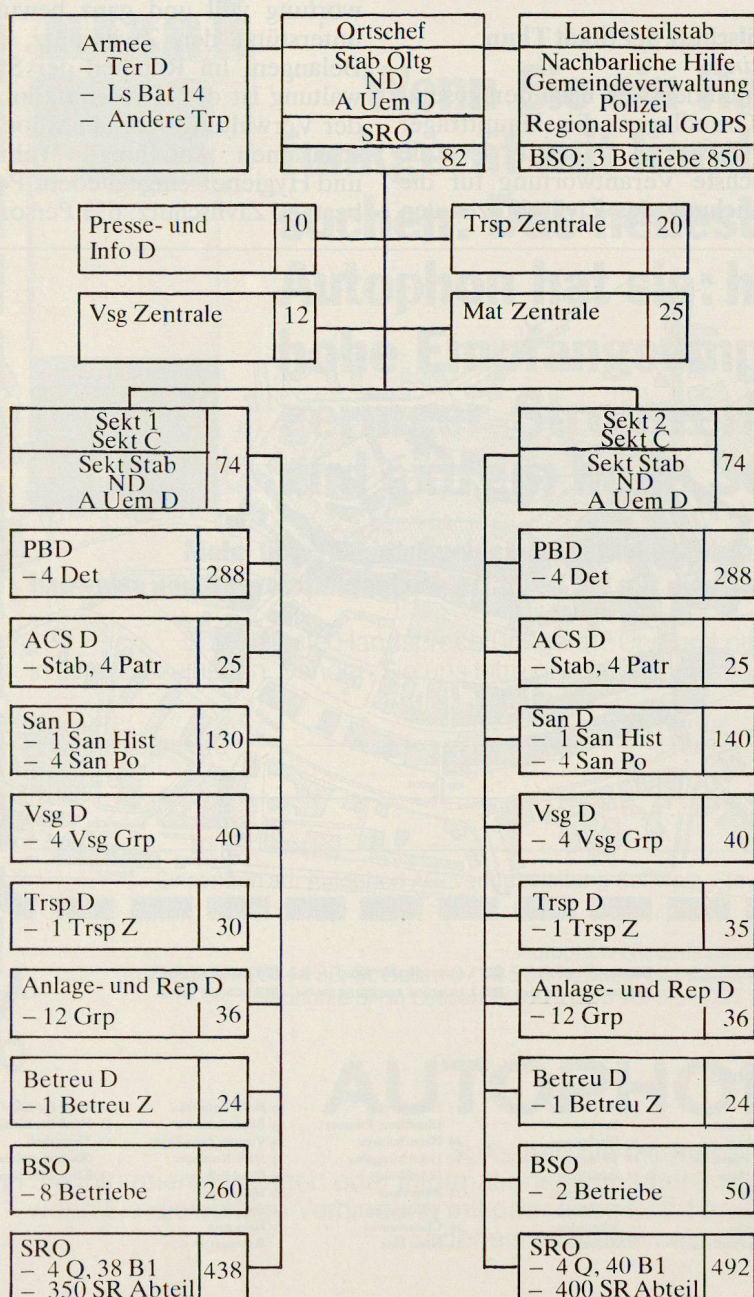 Armee
– Ter D
– Ls Bat 14
– Andere Trp
Ortschef
Stab Oltg
ND
A Uem D
SRO
82
Landesteilstab
Nachbarliche Hilfe
Gemeindeverwaltung
Polizei
Regionalspital GOPS
BSO: 3 Betriebe 850
Presse- und 10
Info D
Trsp Zentrale 20
Vsg Zentrale 12
Mat Zentrale 25
Sekt 1
Sekt C
Sekt Stab 74
ND
A Uem D
PBD
– 4 Det 288
ACS D
– Stab, 4 Patr 25
San D
– 1 San Hist 130
– 4 San Po
Vsg D
– 4 Vsg Grp 40
Trsp D
– 1 Trsp Z 30
Anlage- und Rep D
– 12 Grp 36
Betreu D
– 1 Betreu Z 24
BSO
– 8 Betriebe 260
SRO
– 4 Q, 38 B1 438
– 350 SR Abteil
Sekt 2
Sekt C
Sekt Stab 74
ND
A Uem D
PBD
– 4 Det 288
ACS D
– Stab, 4 Patr 25
San D
– 1 San Hist 140
– 4 San Po
Vsg D
– 4 Vsg Grp 40
Trsp D
– 1 Trsp Z 35
Anlage- und Rep D
– 12 Grp 36
Betreu D
– 1 Betreu Z 24
BSO
– 2 Betriebe 50
SRO
– 4 Q, 40 B1 492
– 400 SR Abteil